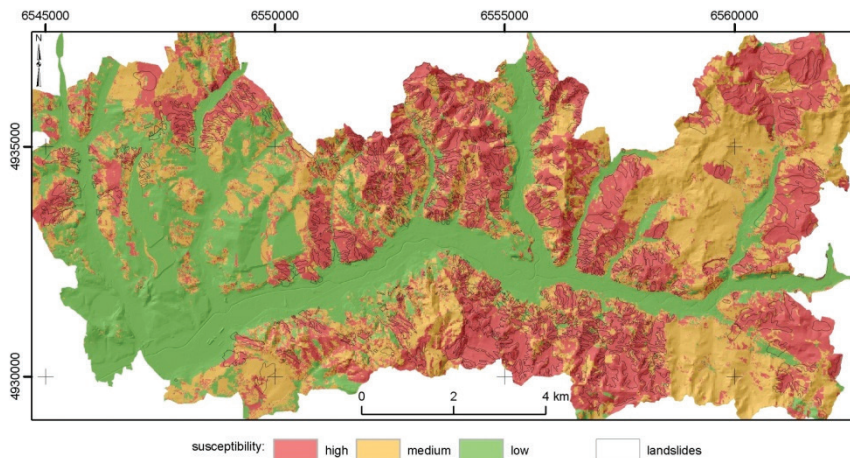 6545000 6550000 6555000 6560000
N
4935000
4930000
0 2 4 km
susceptibility: high medium low landslides